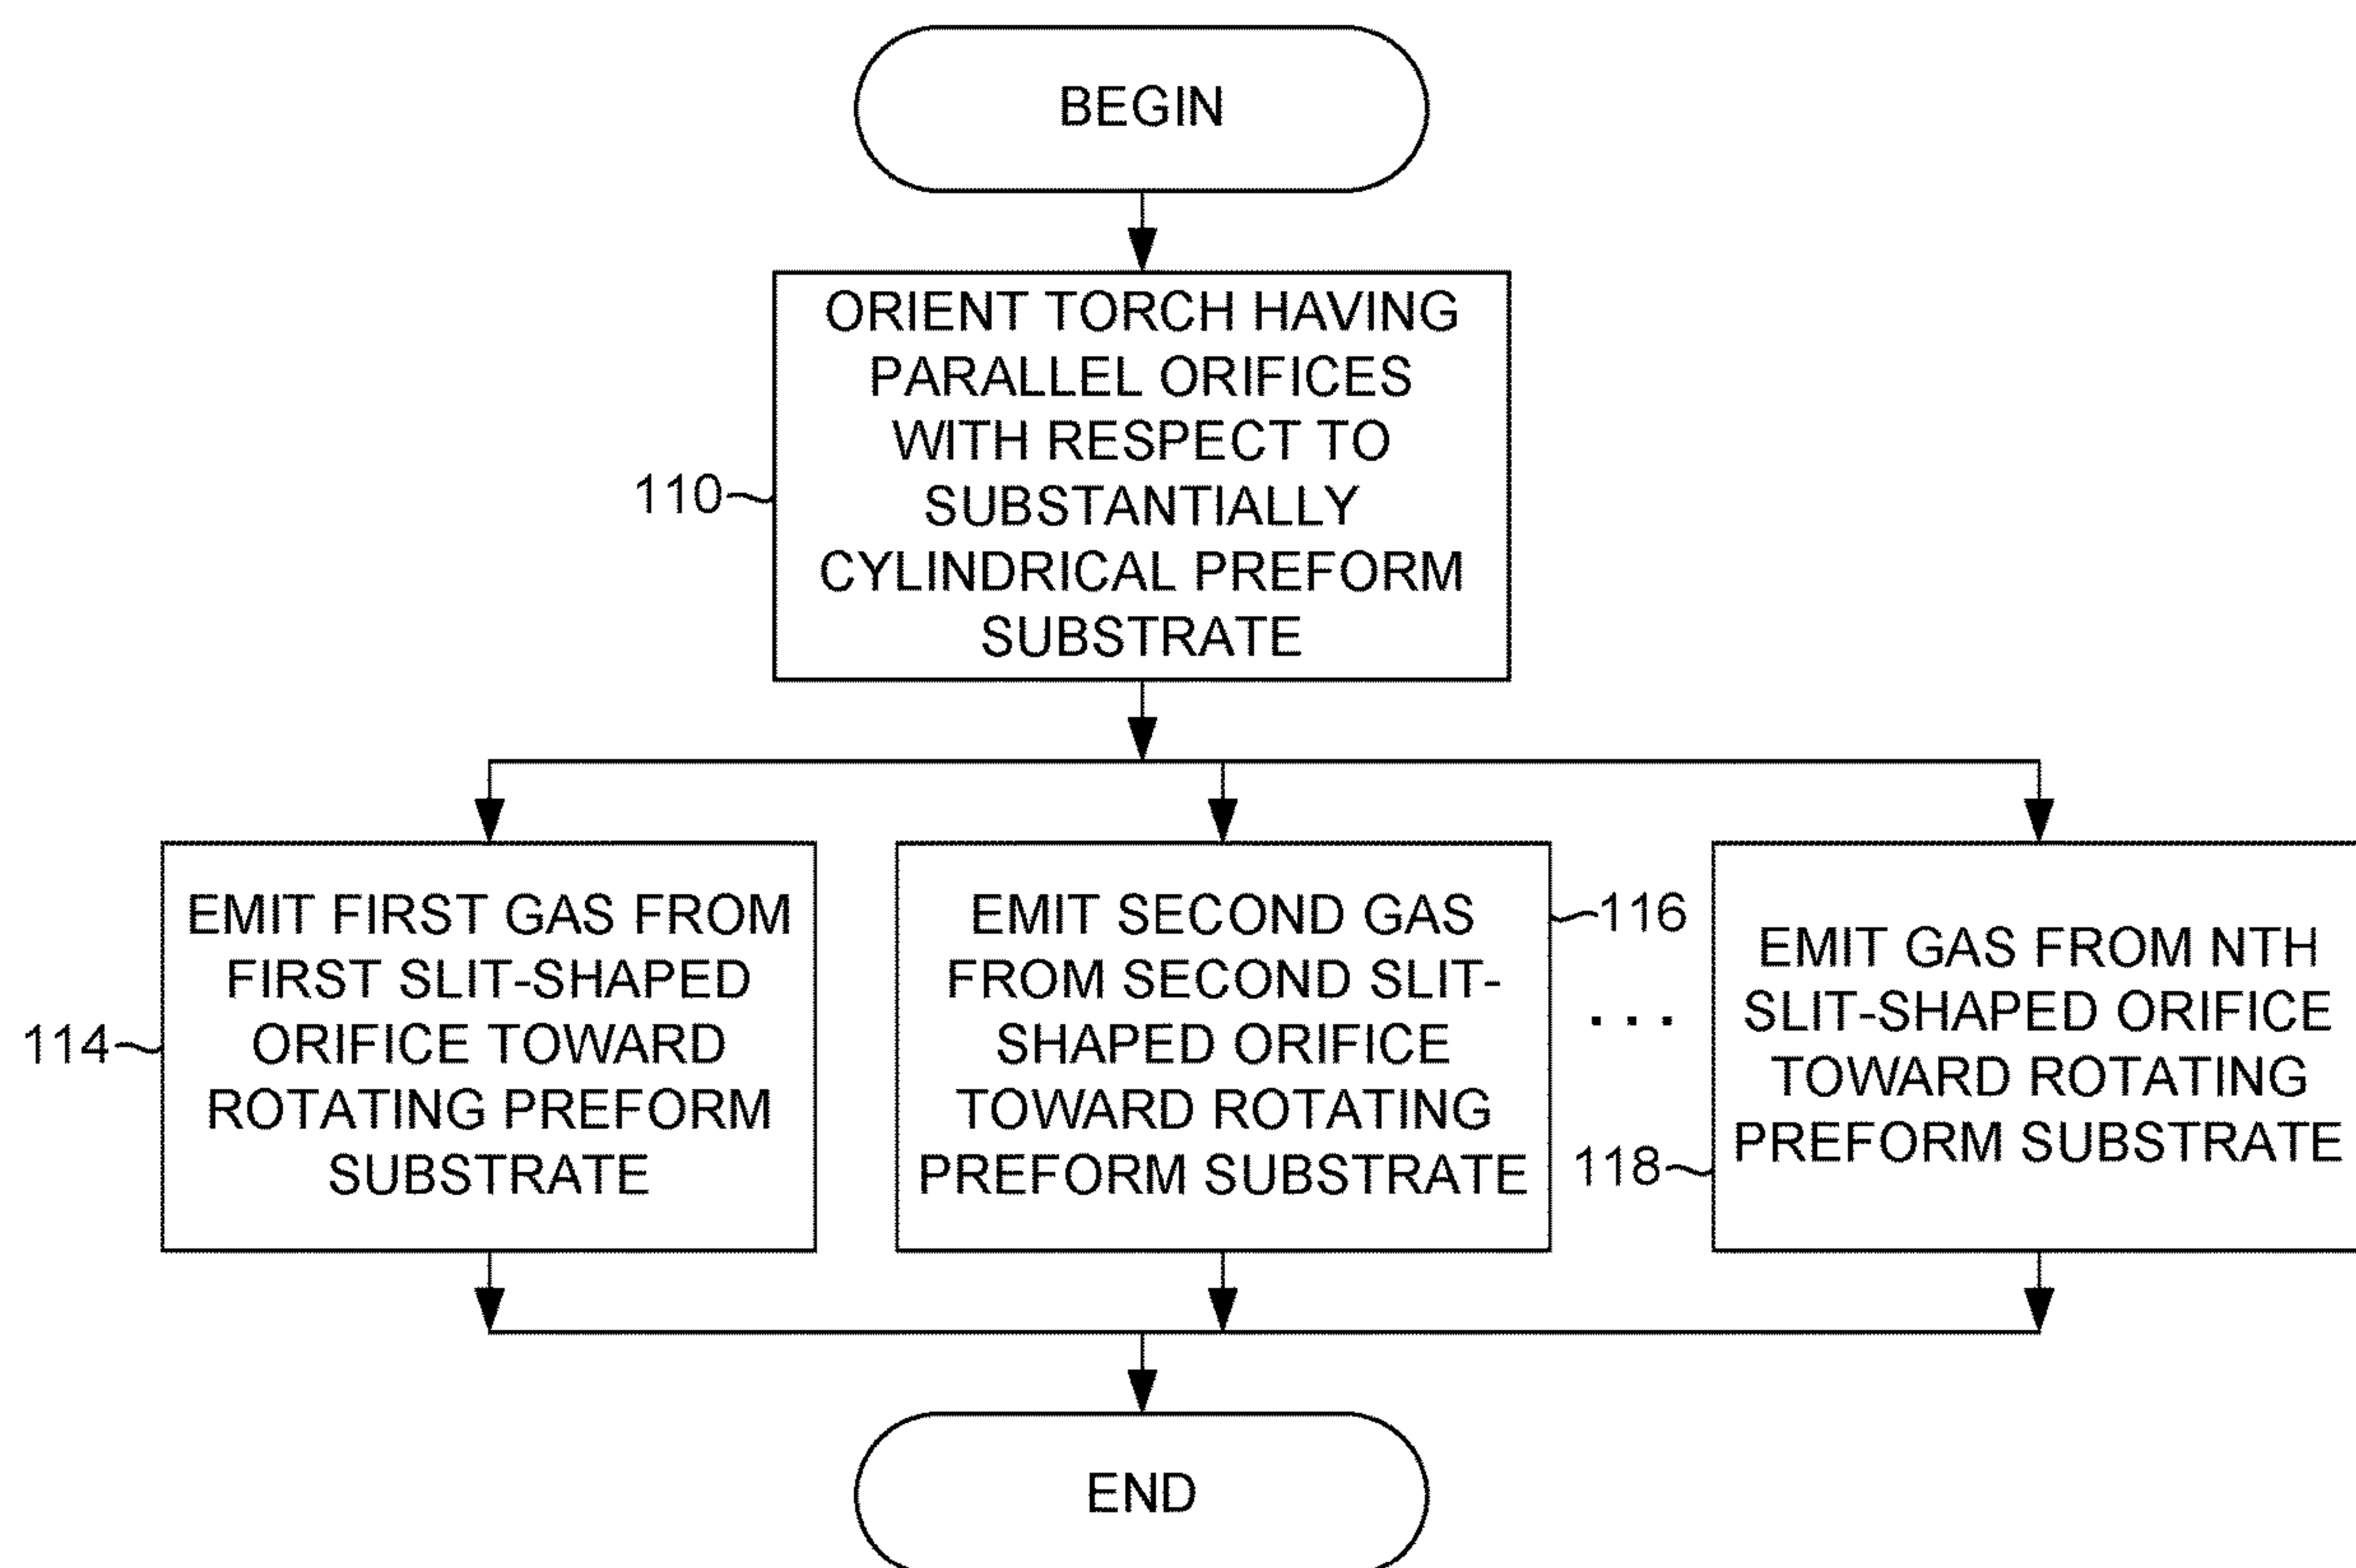 BEGIN
ORIENT TORCH HAVING
PARALLEL ORIFICES
WITH RESPECT TO
SUBSTANTIALLY
CYLINDRICAL PREFORM
SUBSTRATE
110
EMIT FIRST GAS FROM
FIRST SLIT-SHAPED
ORIFICE TOWARD
ROTATING PREFORM
SUBSTRATE
114
EMIT SECOND GAS
FROM SECOND SLIT-
SHAPED ORIFICE
TOWARD ROTATING
PREFORM SUBSTRATE
116
. . .
EMIT GAS FROM NTH
SLIT-SHAPED ORIFICE
TOWARD ROTATING
PREFORM SUBSTRATE
118
END